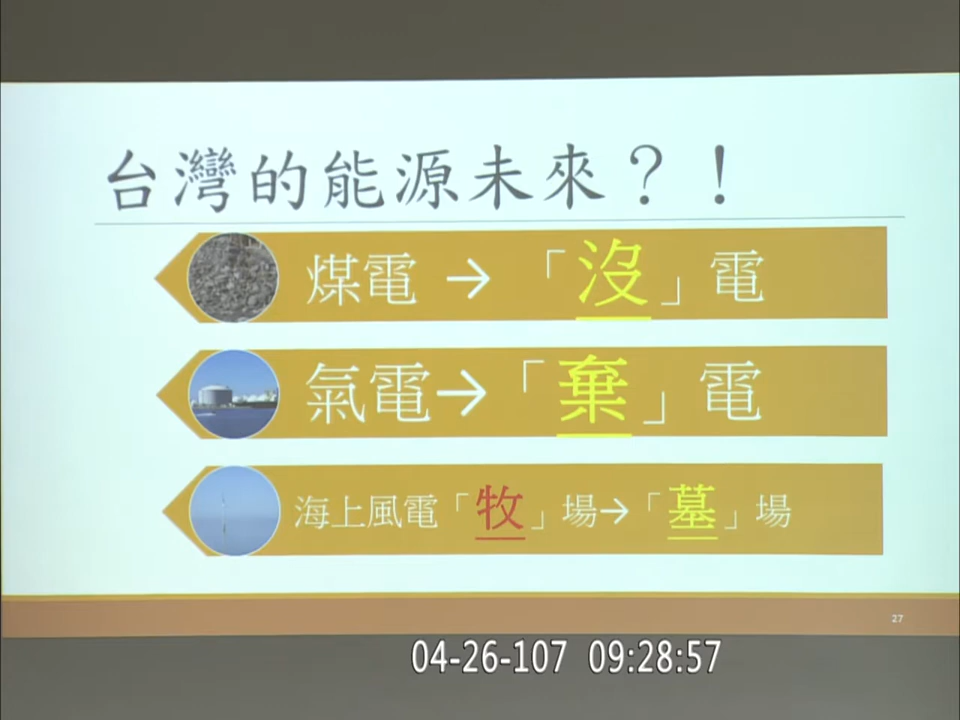 台灣的能源未來？！
煤電 → 「沒」電
氣電→「棄」電
海上風電「牧」場→「墓」場
27
04-26-107 09:28:57